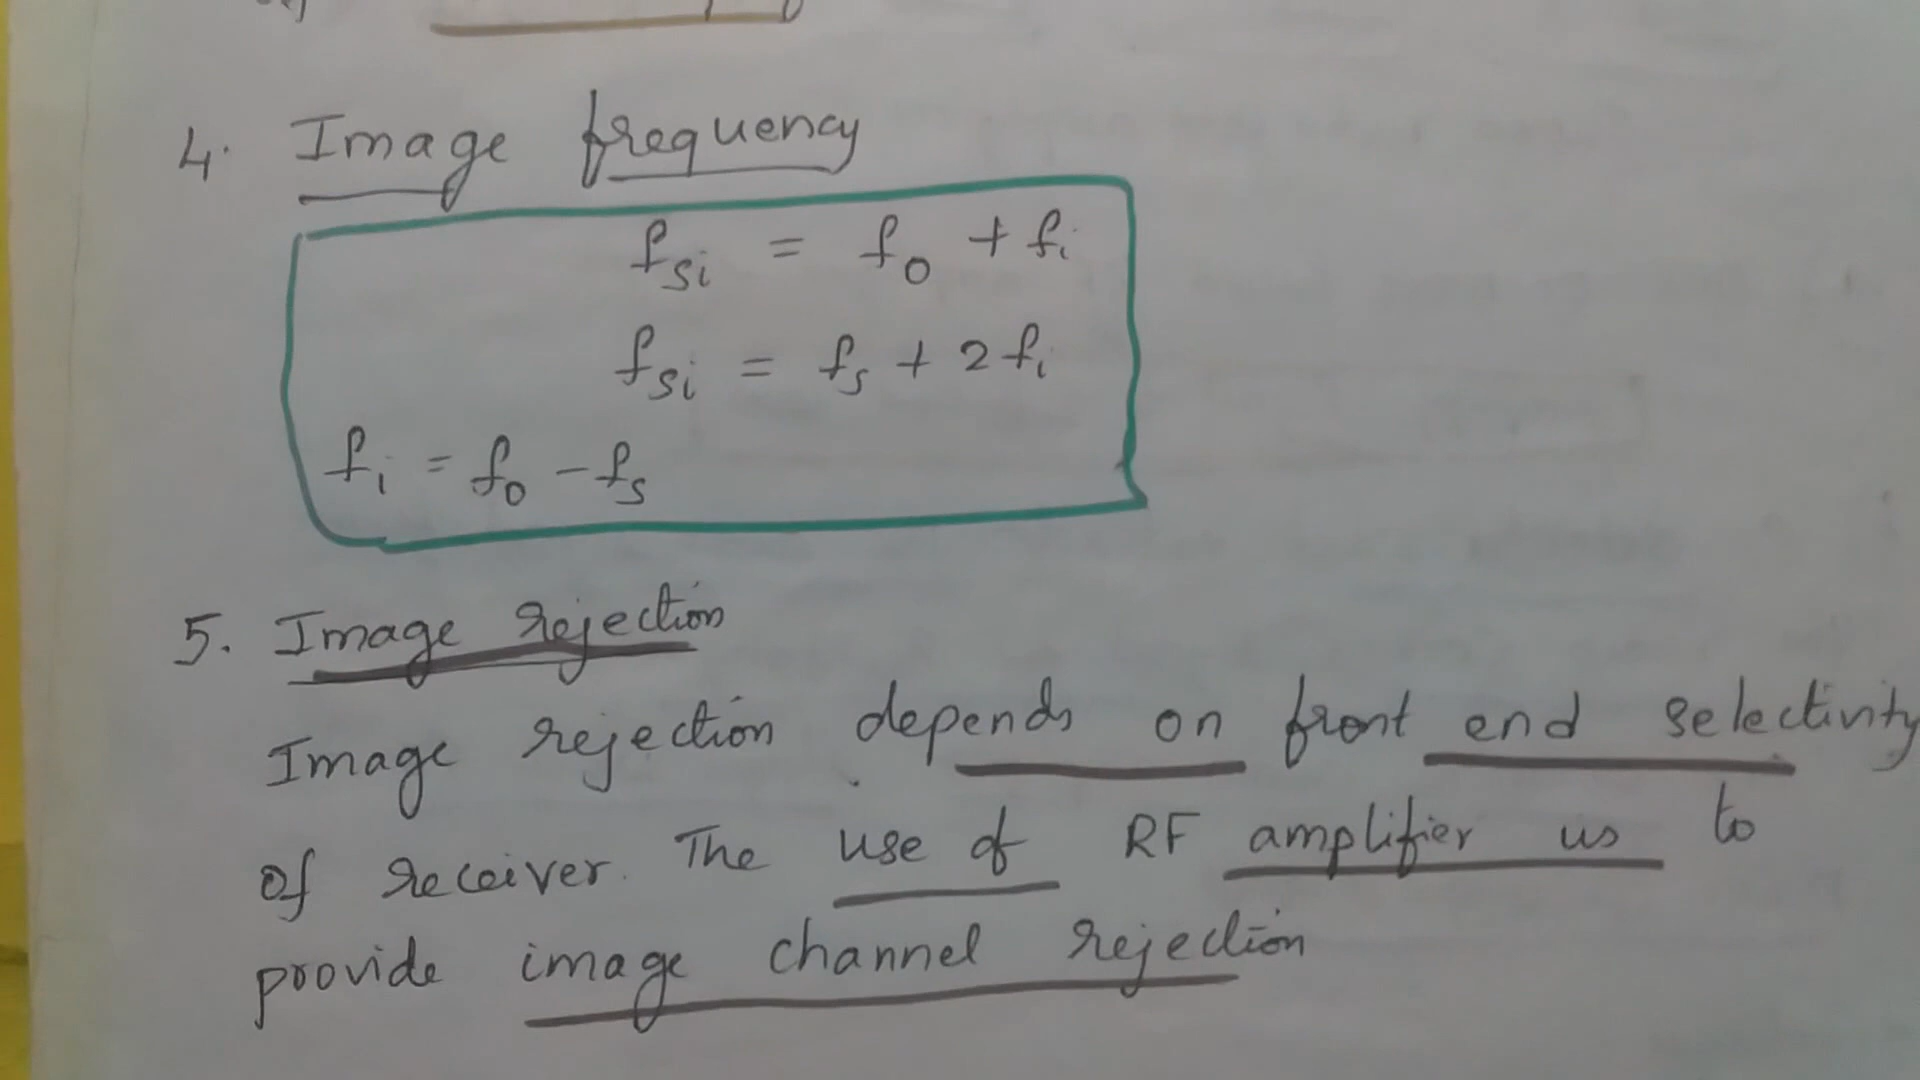 4. Image frequency
fsi = fo + fi
fsi = fs + 2fi
fi = fo - fs
5. Image rejection
Image rejection depends on front end selectivity
of receiver. The use of RF amplifier us to
provide image channel rejection